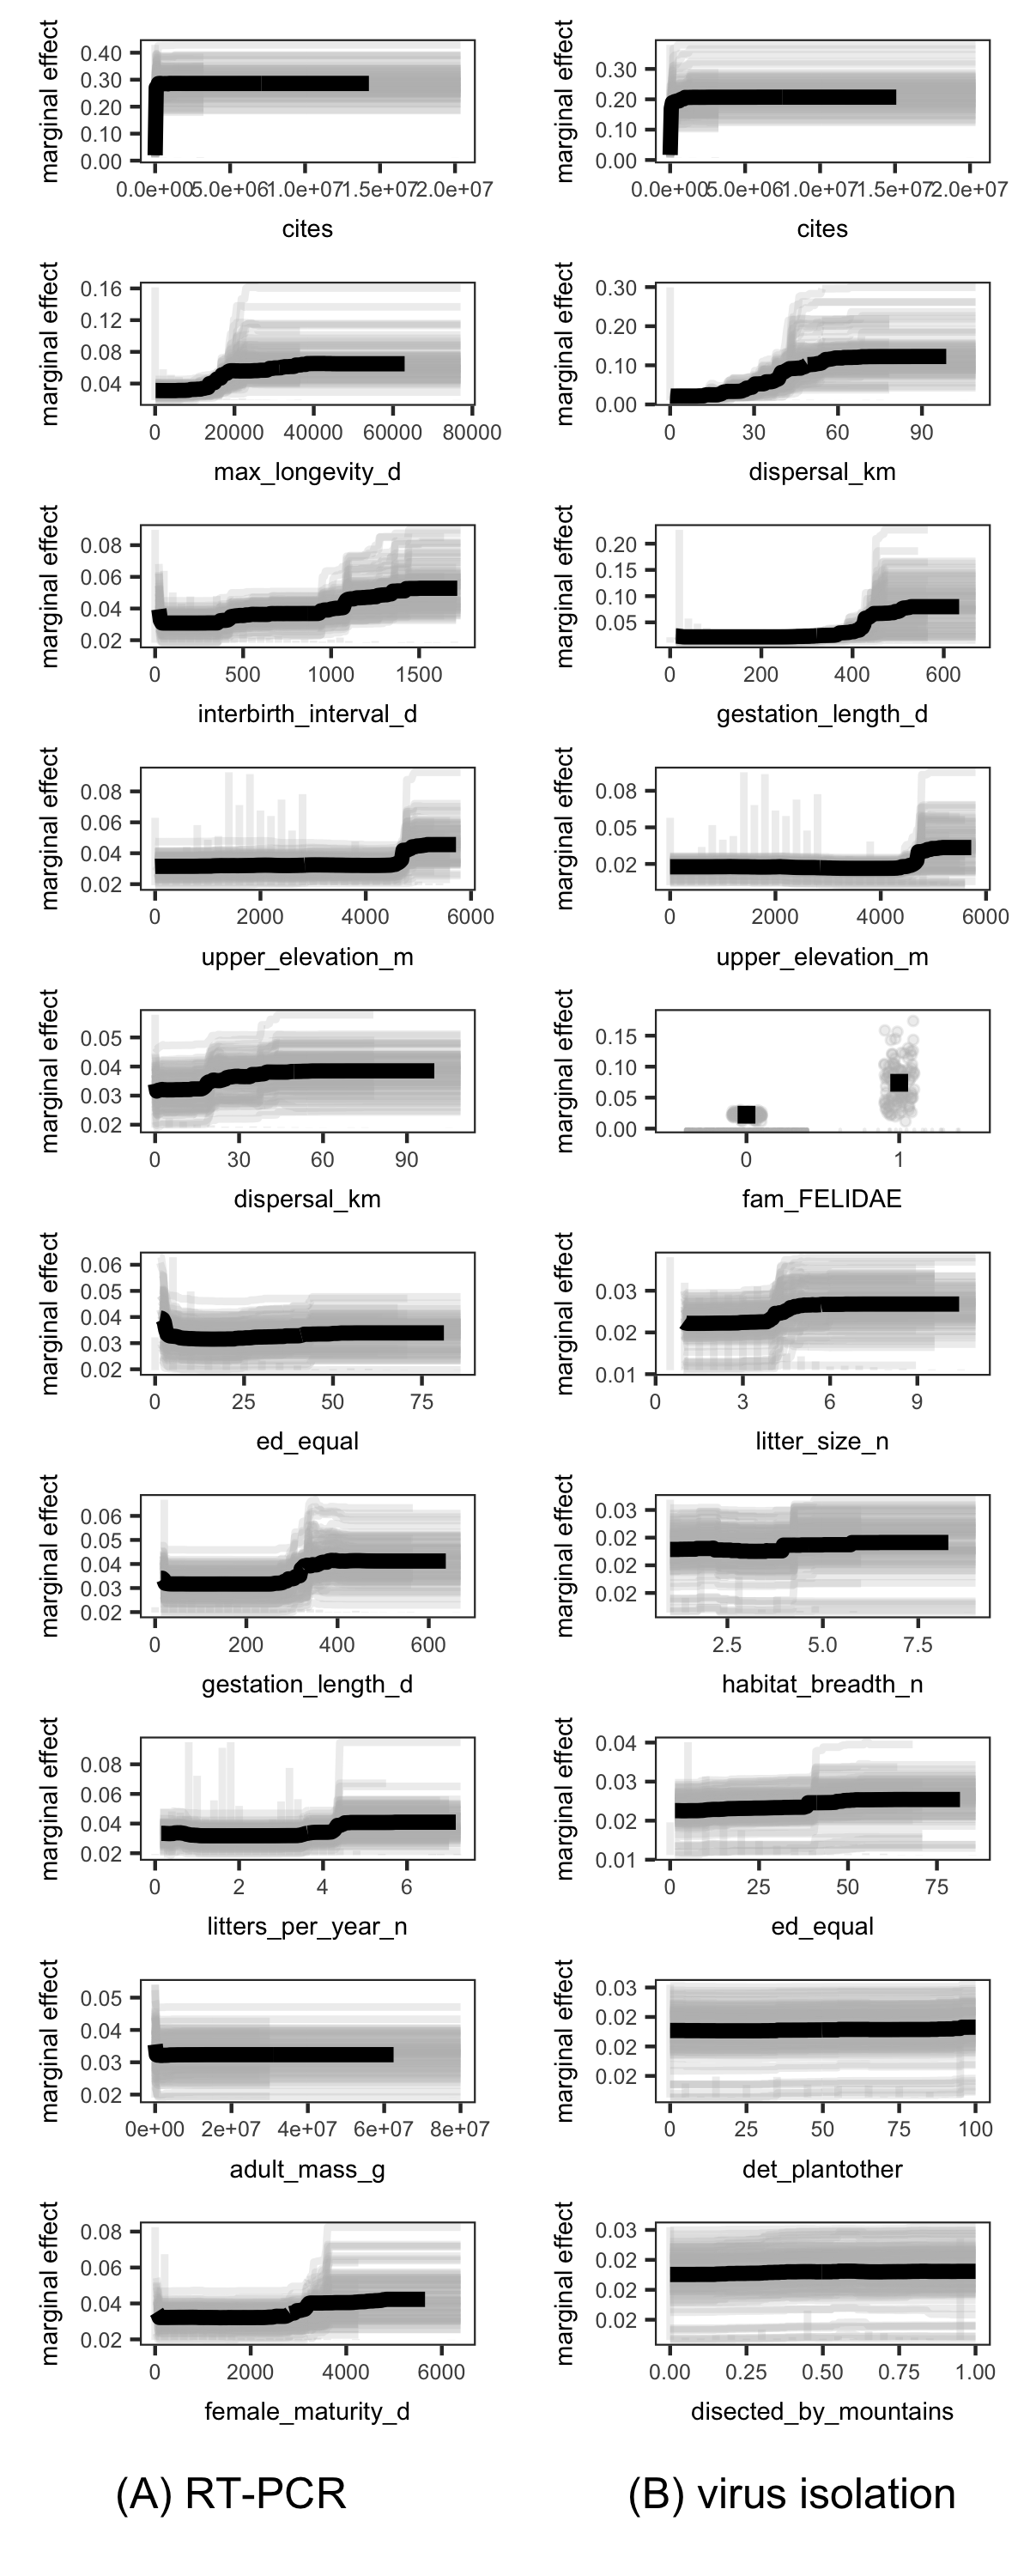 marginal effect
0.40
0.30
0.20
0.10
0.00
0.0e+00 5.0e+06 1.0e+07 1.5e+07 2.0e+07
cites
marginal effect
0.30
0.20
0.10
0.00
0.0e+00 5.0e+06 1.0e+07 1.5e+07 2.0e+07
cites
marginal effect
0.16
0.12
0.08
0.04
0 20000 40000 60000 80000
max_longevity_d
marginal effect
0.30
0.20
0.10
0.00
0 30 60 90
dispersal_km
marginal effect
0.08
0.06
0.04
0.02
0 500 1000 1500
interbirth_interval_d
marginal effect
0.20
0.15
0.10
0.05
0 200 400 600
gestation_length_d
marginal effect
0.08
0.06
0.04
0.02
0 2000 4000 6000
upper_elevation_m
marginal effect
0.08
0.05
0.02
0 2000 4000 6000
upper_elevation_m
marginal effect
0.05
0.04
0.03
0.02
0 30 60 90
dispersal_km
marginal effect
0.15
0.10
0.05
0.00
0 1
fam_FELIDAE
marginal effect
0.06
0.05
0.04
0.03
0.02
0 25 50 75
ed_equal
marginal effect
0.03
0.02
0.01
0 3 6 9
litter_size_n
marginal effect
0.06
0.05
0.04
0.03
0.02
0 200 400 600
gestation_length_d
marginal effect
0.03
0.02
0.02
0.02
2.5 5.0 7.5
habitat_breadth_n
marginal effect
0.08
0.06
0.04
0.02
0 2 4 6
litters_per_year_n
marginal effect
0.04
0.03
0.02
0.01
0 25 50 75
ed_equal
marginal effect
0.05
0.04
0.03
0.02
0e+00 2e+07 4e+07 6e+07 8e+07
adult_mass_g
marginal effect
0.03
0.02
0.02
0.02
0 25 50 75 100
det_plantother
marginal effect
0.08
0.06
0.04
0.02
0 2000 4000 6000
female_maturity_d
marginal effect
0.03
0.02
0.02
0.02
0.00 0.25 0.50 0.75 1.00
disected_by_mountains
(A) RT-PCR
(B) virus isolation